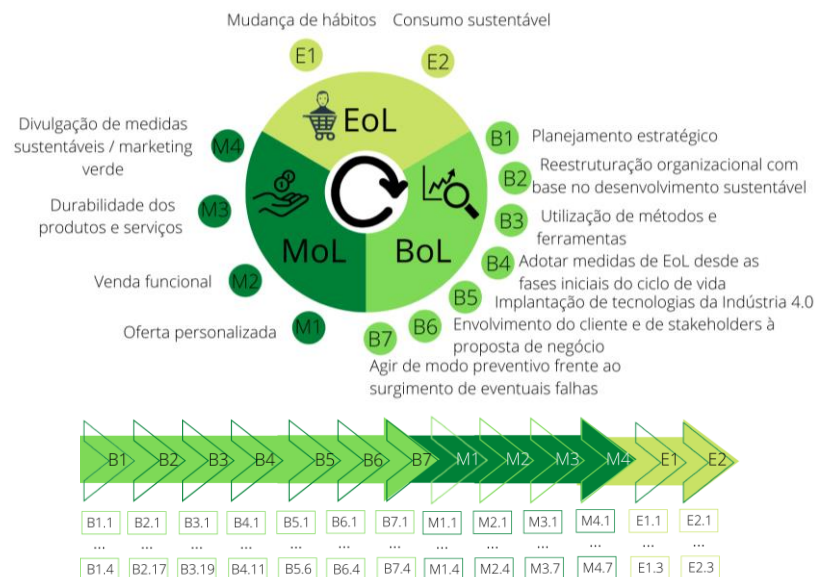 Mudança de hábitos
Consumo sustentável
E1
E2
EoL
MoL
BoL
B1
Planejamento estratégico
B2
Reestruturação organizacional com
base no desenvolvimento sustentável
B3
Utilização de métodos e
ferramentas
B4
Adotar medidas de EoL desde as
fases iniciais do ciclo de vida
B5
Implantação de tecnologias da Indústria 4.0
B6
Envolvimento do cliente e de stakeholders à
proposta de negócio
B7
Agir de modo preventivo frente ao
surgimento de eventuais falhas
M1
Oferta personalizada
M2
Venda funcional
M3
Durabilidade dos
produtos e serviços
M4
Divulgação de medidas
sustentáveis / marketing
verde
B1 B2 B3 B4 B5 B6 B7 M1 M2 M3 M4 E1 E2
B1.1 B2.1 B3.1 B4.1 B5.1 B6.1 B7.1 M1.1 M2.1 M3.1 M4.1 E1.1 E2.1
... ... ... ... ... ... ... ... ... ... ... ... ...
B1.4 B2.17 B3.19 B4.11 B5.6 B6.4 B7.4 M1.4 M2.4 M3.7 M4.7 E1.3 E2.3